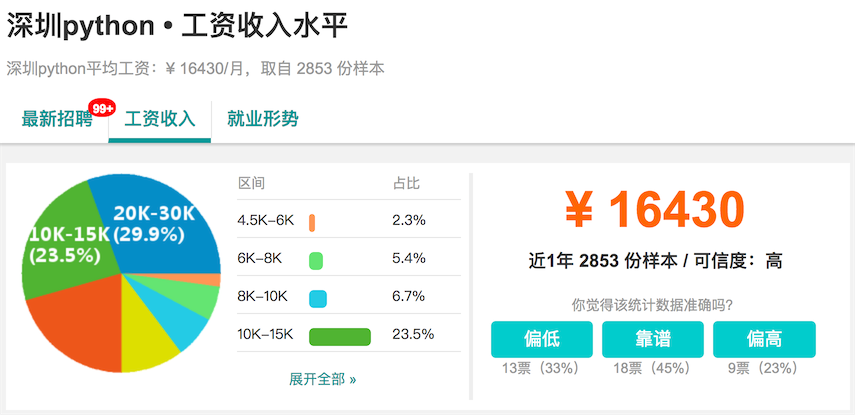 深圳python • 工资收入水平
深圳python平均工资：¥ 16430/月，取自 2853 份样本
最新招聘 99+ 工资收入 就业形势
20K-30K
(29.9%)
10K-15K
(23.5%)
区间 占比
4.5K-6K 2.3%
6K-8K 5.4%
8K-10K 6.7%
10K-15K 23.5%
展开全部 »
¥ 16430
近1年 2853 份样本 / 可信度：高
你觉得该统计数据准确吗?
偏低 靠谱 偏高
13票（33%） 18票（45%） 9票（23%）